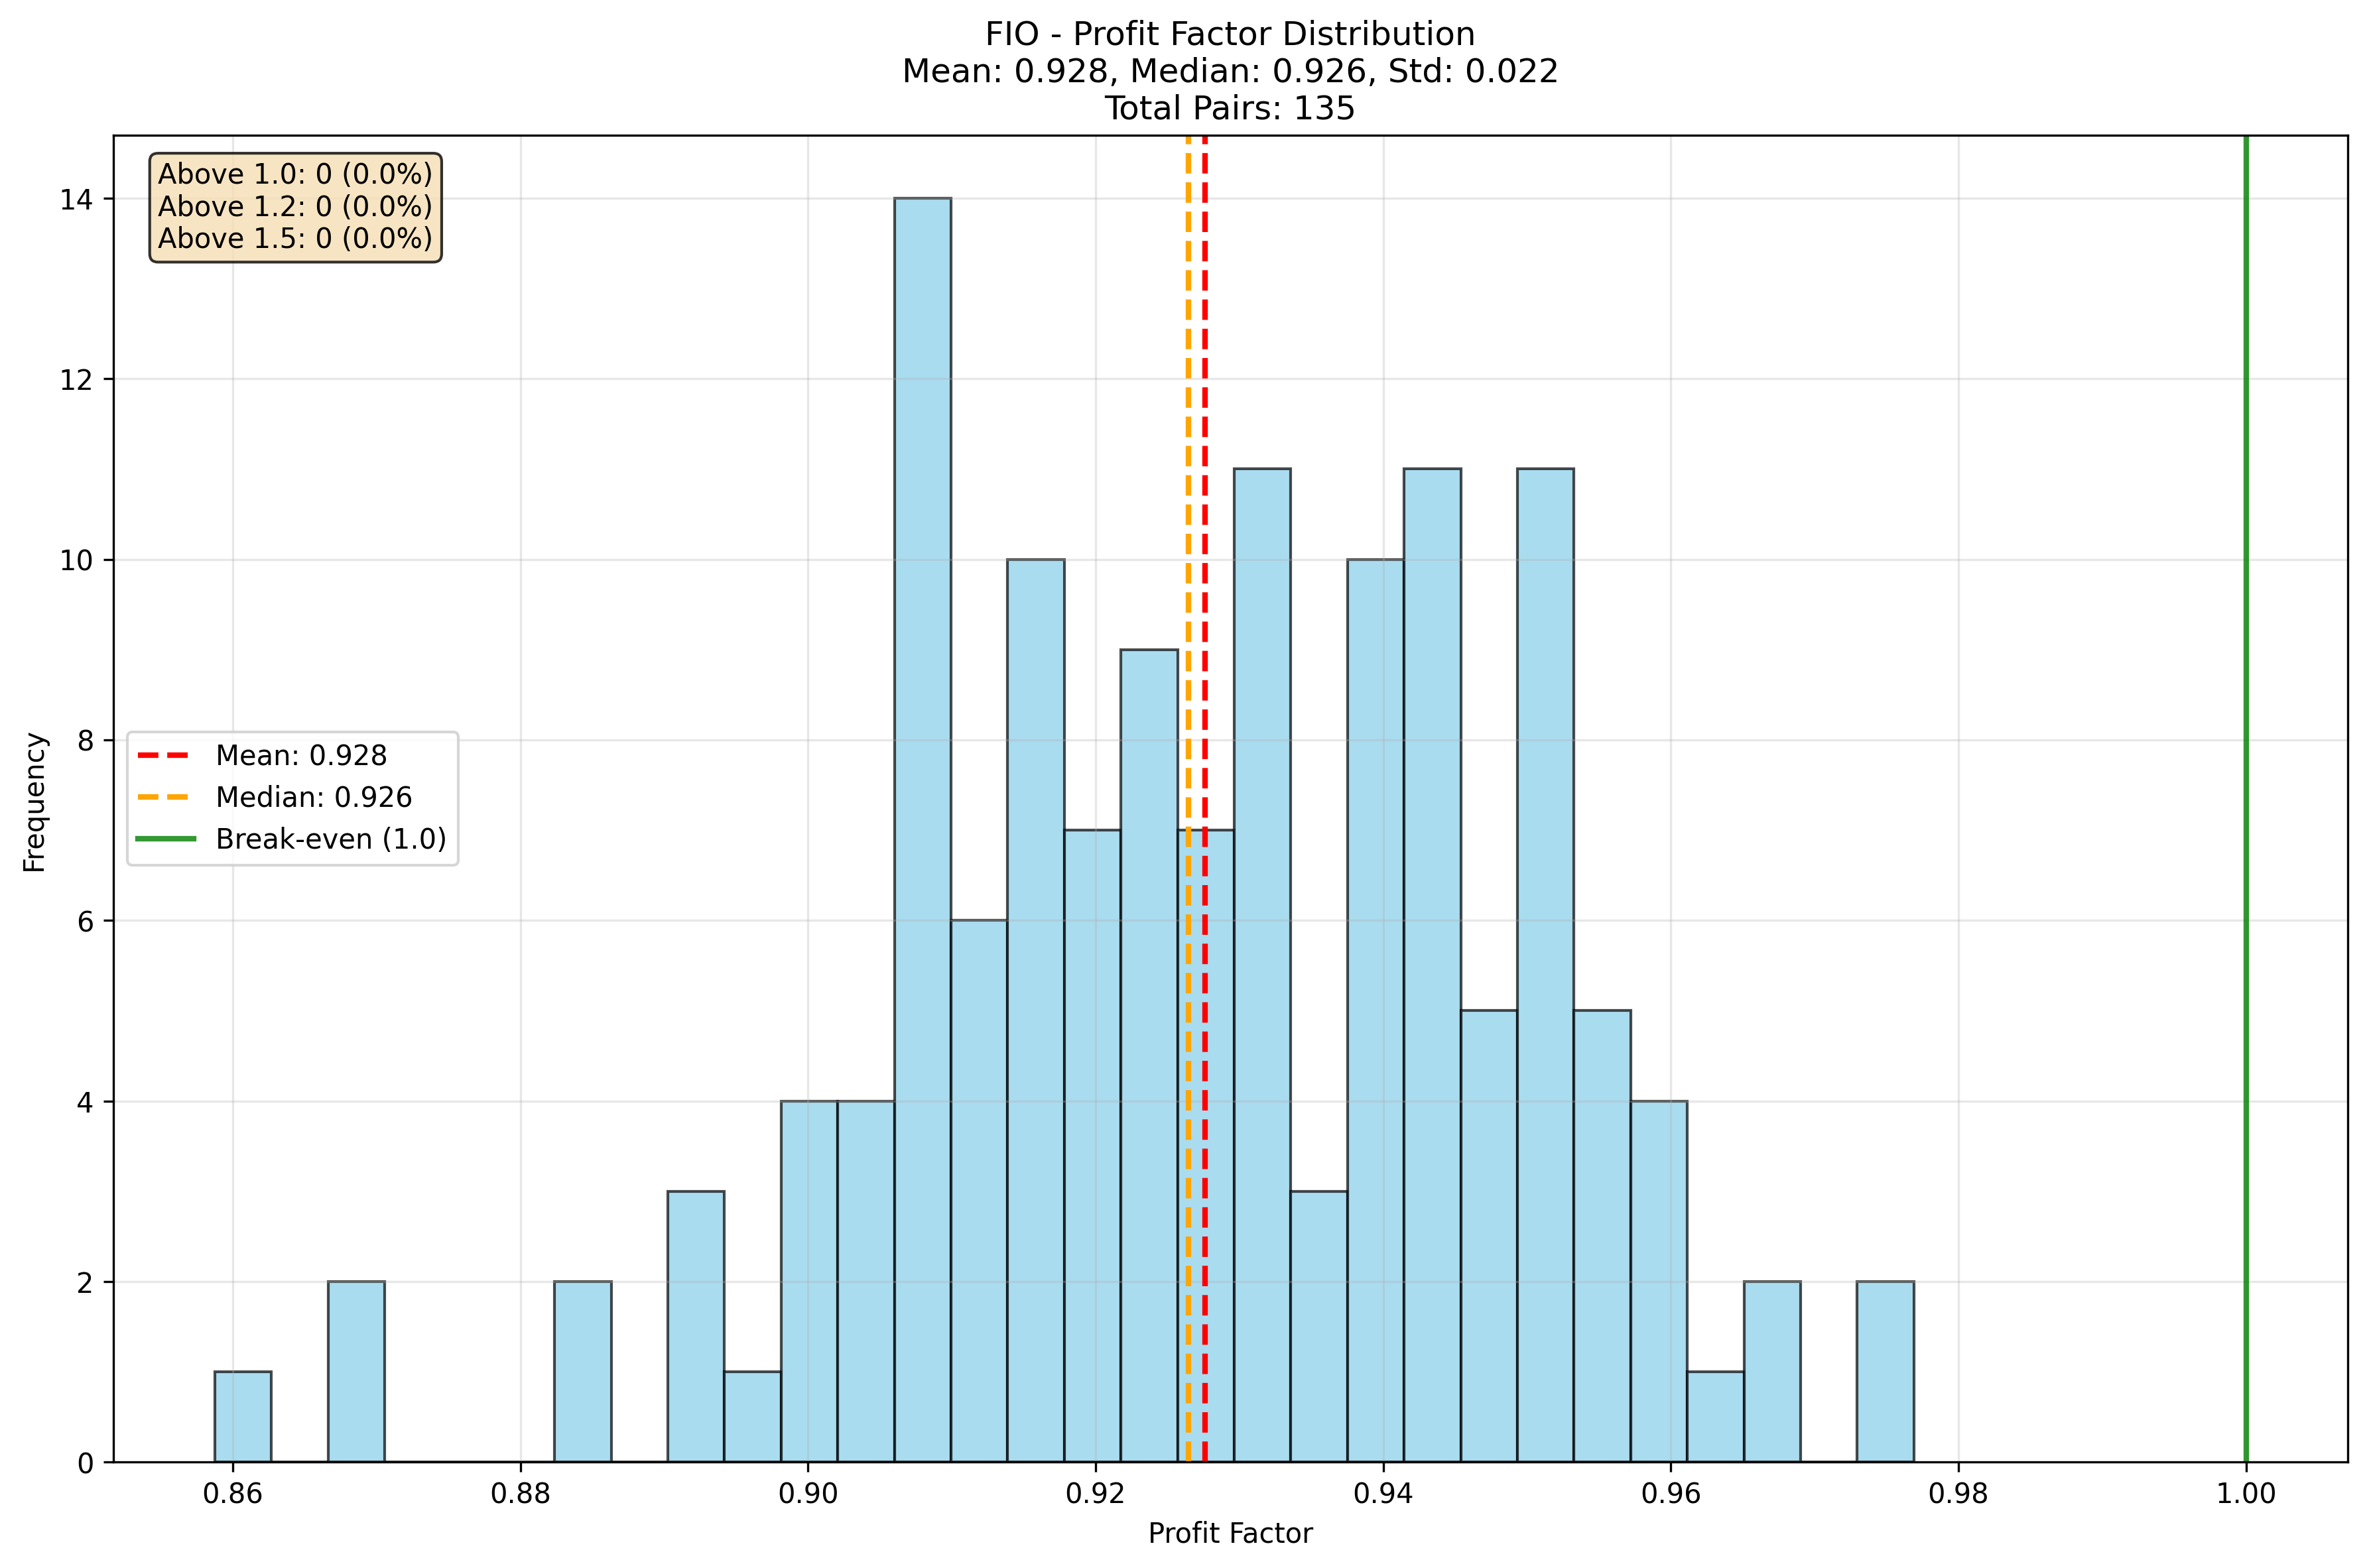 FIO - Profit Factor Distribution
Mean: 0.928, Median: 0.926, Std: 0.022
Total Pairs: 135
Above 1.0: 0 (0.0%)
Above 1.2: 0 (0.0%)
Above 1.5: 0 (0.0%)
14
12
10
8
6
4
2
0
Frequency
Mean: 0.928
Median: 0.926
Break-even (1.0)
0.86 0.88 0.90 0.92 0.94 0.96 0.98 1.00
Profit Factor